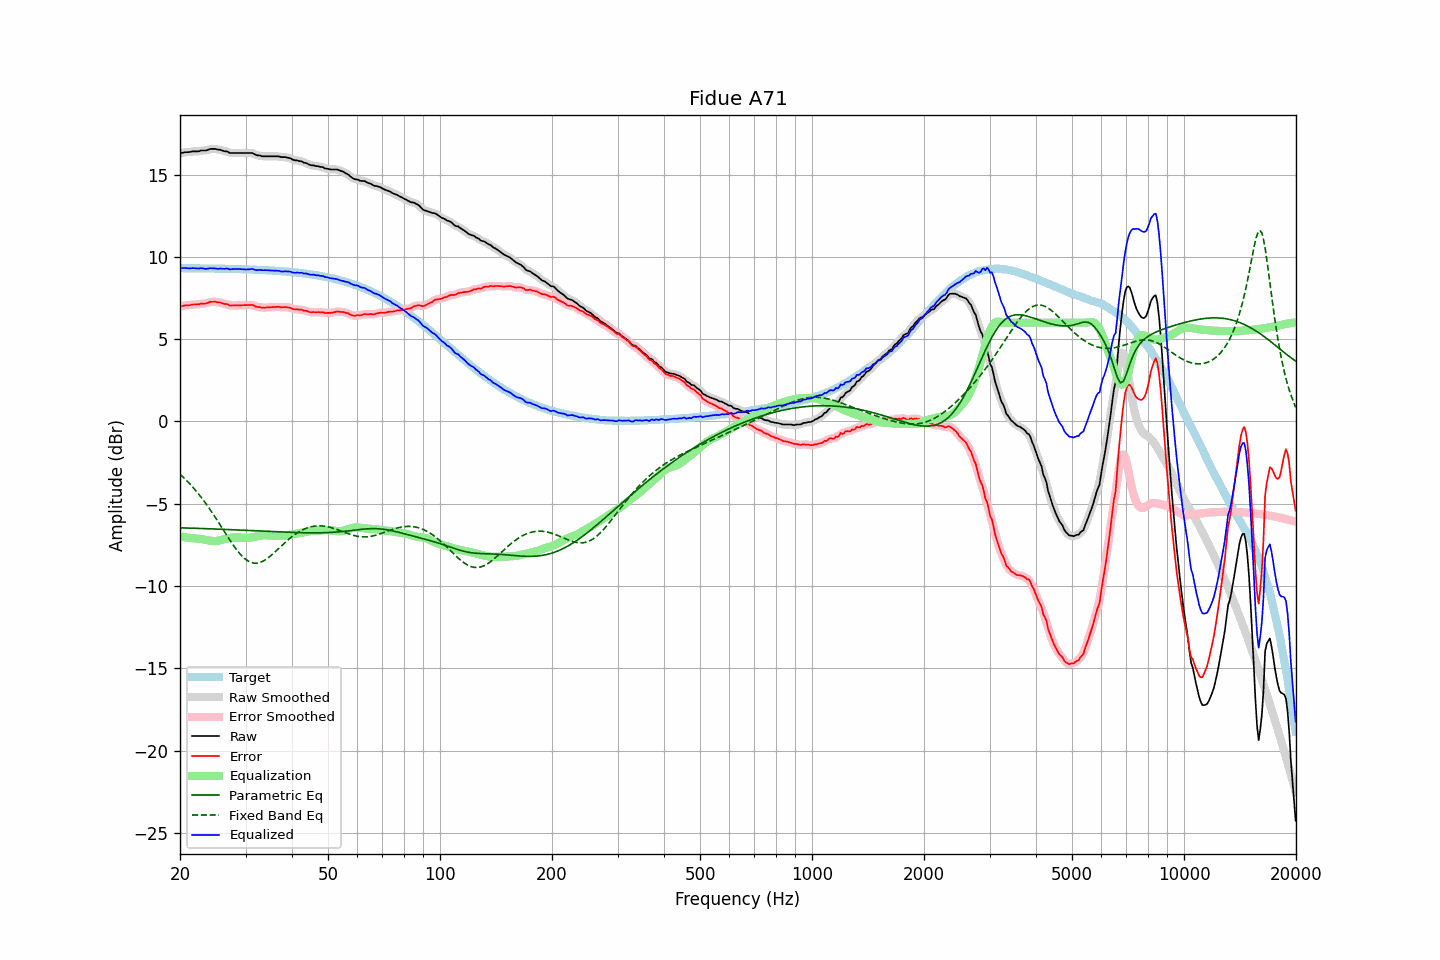 Fidue A71
Amplitude (dBr)
15
10
5
0
−5
−10
−15
−20
−25
Target
Raw Smoothed
Error Smoothed
Raw
Error
Equalization
Parametric Eq
Fixed Band Eq
Equalized
20 50 100 200 500 1000 2000 5000 10000 20000
Frequency (Hz)